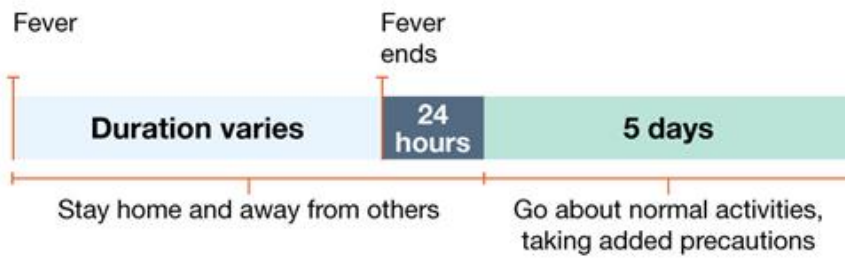 Fever
Fever
ends
Duration varies
24
hours
5 days
Stay home and away from others
Go about normal activities,
taking added precautions